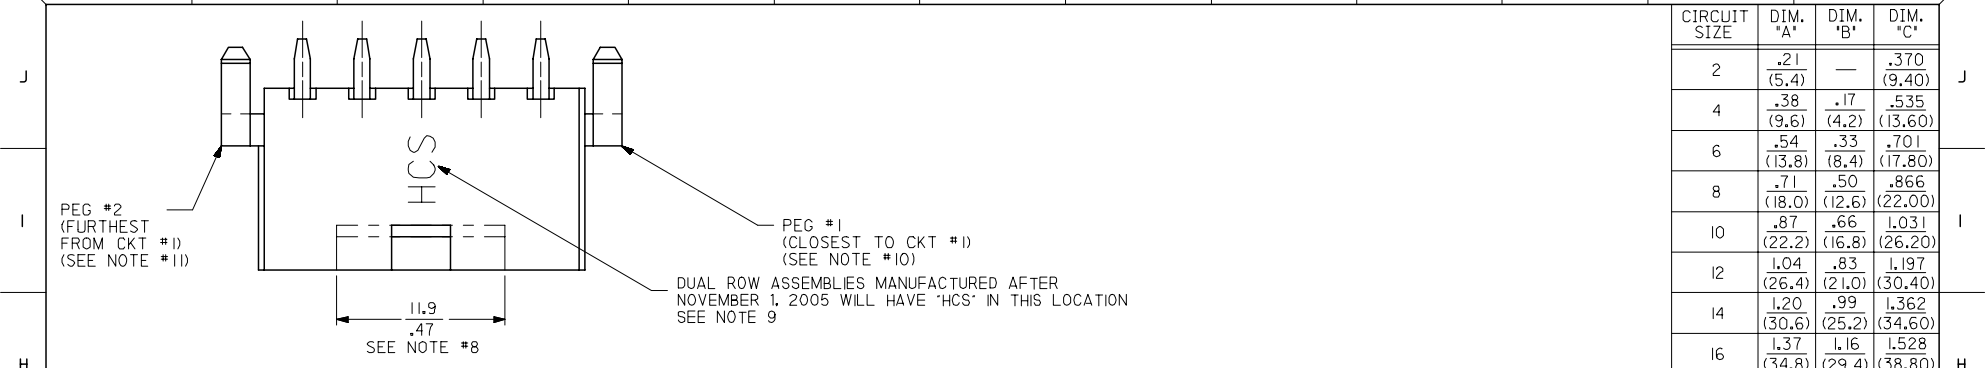 J
I
H
HCS
PEG #2
(FURTHEST
FROM CKT #1)
(SEE NOTE #11)
PEG #1
(CLOSEST TO CKT #1)
(SEE NOTE #10)
DUAL ROW ASSEMBLIES MANUFACTURED AFTER
NOVEMBER 1, 2005 WILL HAVE "HCS" IN THIS LOCATION
SEE NOTE 9
11.9
.47
SEE NOTE #8
CIRCUIT SIZE DIM. "A" DIM. "B" DIM. "C"
2 .21 (5.4) — .370 (9.40)
4 .38 (9.6) .17 (4.2) .535 (13.60)
6 .54 (13.8) .33 (8.4) .701 (17.80)
8 .71 (18.0) .50 (12.6) .866 (22.00)
10 .87 (22.2) .66 (16.8) 1.031 (26.20)
12 1.04 (26.4) .83 (21.0) 1.197 (30.40)
14 1.20 (30.6) .99 (25.2) 1.362 (34.60)
16 1.37 (34.8) 1.16 (29.4) 1.528 (38.80)
J
I
H